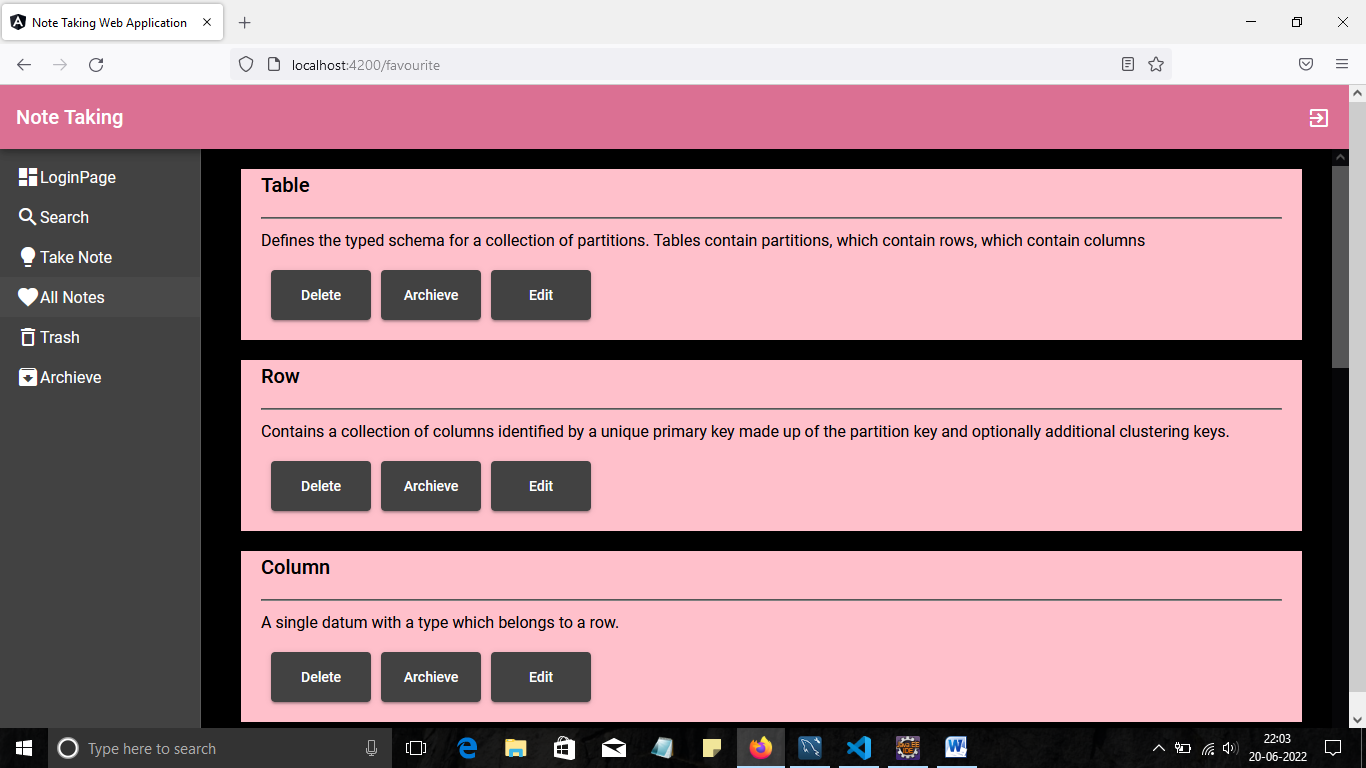 Note Taking Web Application
localhost:4200/favourite
Note Taking
LoginPage
Search
Take Note
All Notes
Trash
Archieve
Table
Defines the typed schema for a collection of partitions. Tables contain partitions, which contain rows, which contain columns
Delete Archieve Edit
Row
Contains a collection of columns identified by a unique primary key made up of the partition key and optionally additional clustering keys.
Delete Archieve Edit
Column
A single datum with a type which belongs to a row.
Delete Archieve Edit
Type here to search
22:03
20-06-2022